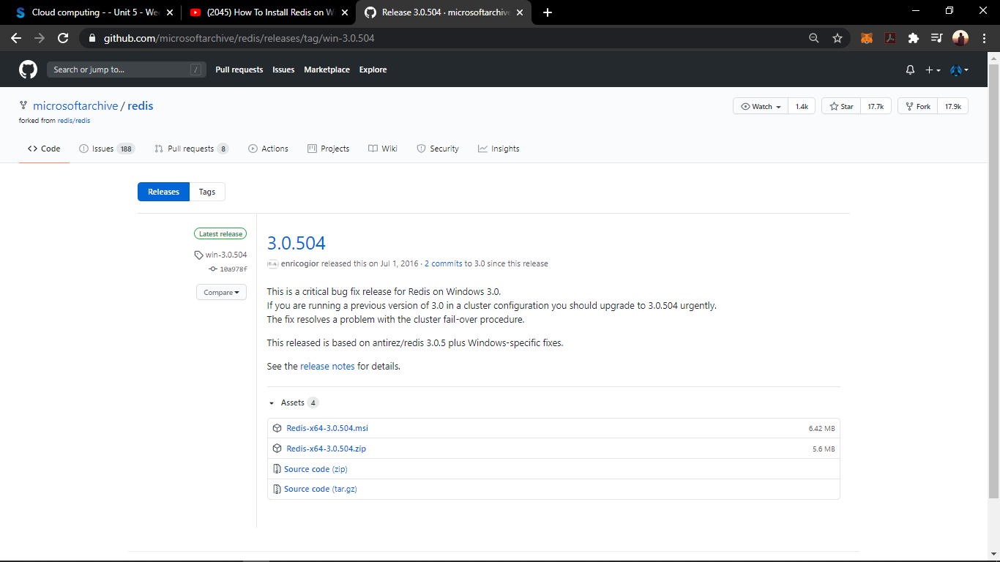 Cloud computing - - Unit 5 - We
(2045) How To Install Redis on W
Release 3.0.504 · microsoftarchive
github.com/microsoftarchive/redis/releases/tag/win-3.0.504
Search or jump to...
/
Pull requests
Issues
Marketplace
Explore
microsoftarchive / redis
forked from redis/redis
Watch
1.4k
Star
17.7k
Fork
17.9k
Code
Issues 188
Pull requests 8
Actions
Projects
Wiki
Security
Insights
Releases
Tags
Latest release
win-3.0.504
10a978f
Compare
3.0.504
enricogior released this on Jul 1, 2016 · 2 commits to 3.0 since this release
This is a critical bug fix release for Redis on Windows 3.0.
If you are running a previous version of 3.0 in a cluster configuration you should upgrade to 3.0.504 urgently.
The fix resolves a problem with the cluster fail-over procedure.
This released is based on antirez/redis 3.0.5 plus Windows-specific fixes.
See the release notes for details.
Assets 4
Redis-x64-3.0.504.msi 6.42 MB
Redis-x64-3.0.504.zip 5.6 MB
Source code (zip)
Source code (tar.gz)